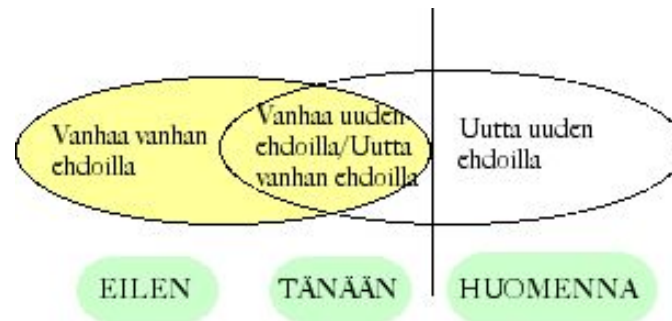 Vanhaa vanhan
ehdoilla
Vanhaa uuden
ehdoilla/Uutta
vanhan ehdoilla
Uutta uuden
ehdoilla
EILEN
TÄNÄÄN
HUOMENNA